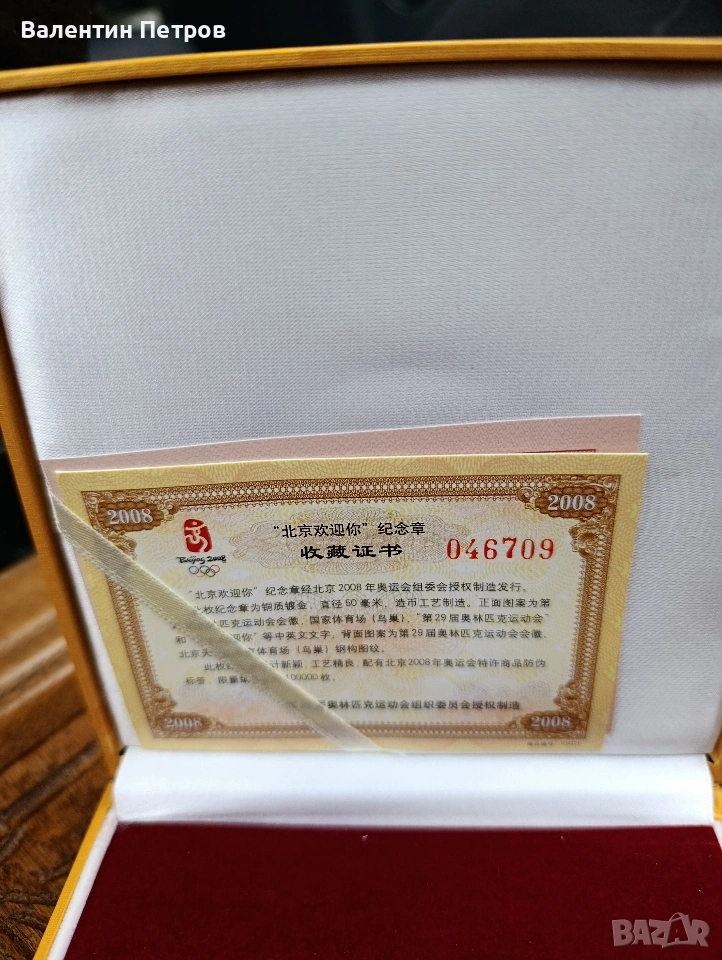 Валентин Петров
2008
2008
"北京欢迎你"纪念章
收藏证书
046709
Beijing 2008
"北京欢迎你"纪念章经北京2008年奥运会组委会授权制造发行。
此枚纪念章为铜质镀金，直径50毫米，造币工艺制造。正面图案为第
匹克运动会会徽、国家体育场（鸟巢）、"第29届奥林匹克运动会"
和 迎你"等中英文文字，背面图案为第29届奥林匹克运动会会徽、
北京 体育场（鸟巢）钢构图纹。
此枚纪 计新颖，工艺精良，配有北京2008年奥运会特许商品防伪
标签，限量 100000枚。
奥林匹克运动会组织委员会授权制造
2008
2008
BAZAR